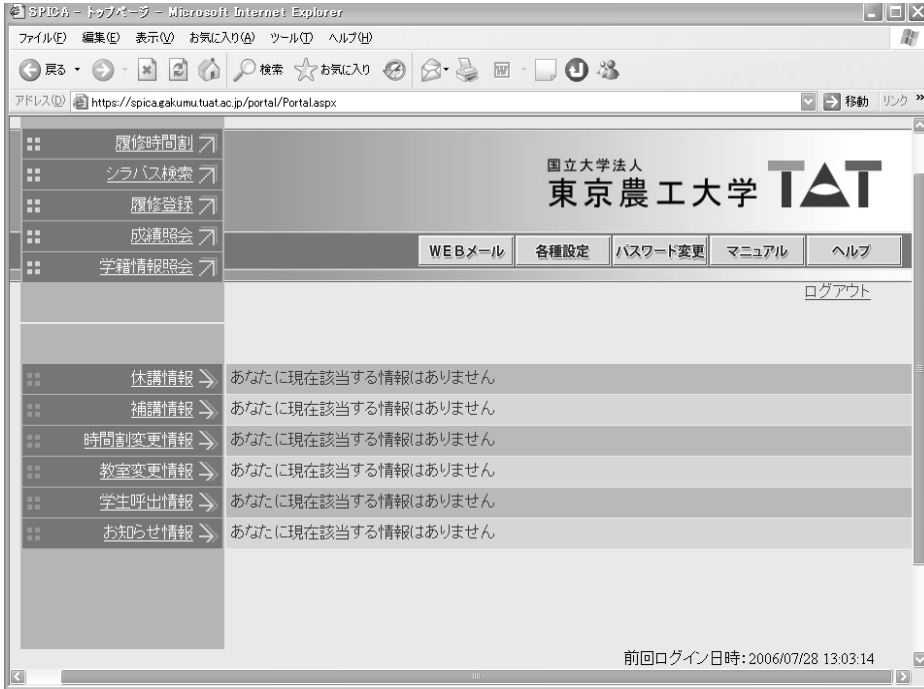 SPICA - トップページ - Microsoft Internet Explorer
ファイル(F) 編集(E) 表示(V) お気に入り(A) ツール(T) ヘルプ(H)
戻る 検索 お気に入り
アドレス(D) https://spica.gakumu.tuat.ac.jp/portal/Portal.aspx 移動 リンク »
履修時間割
シラバス検索
履修登録
成績照会
学籍情報照会
国立大学法人
東京農工大学 TAT
WEBメール 各種設定 パスワード変更 マニュアル ヘルプ
ログアウト
休講情報 あなたに現在該当する情報はありません
補講情報 あなたに現在該当する情報はありません
時間割変更情報 あなたに現在該当する情報はありません
教室変更情報 あなたに現在該当する情報はありません
学生呼出情報 あなたに現在該当する情報はありません
お知らせ情報 あなたに現在該当する情報はありません
前回ログイン日時:2006/07/28 13:03:14